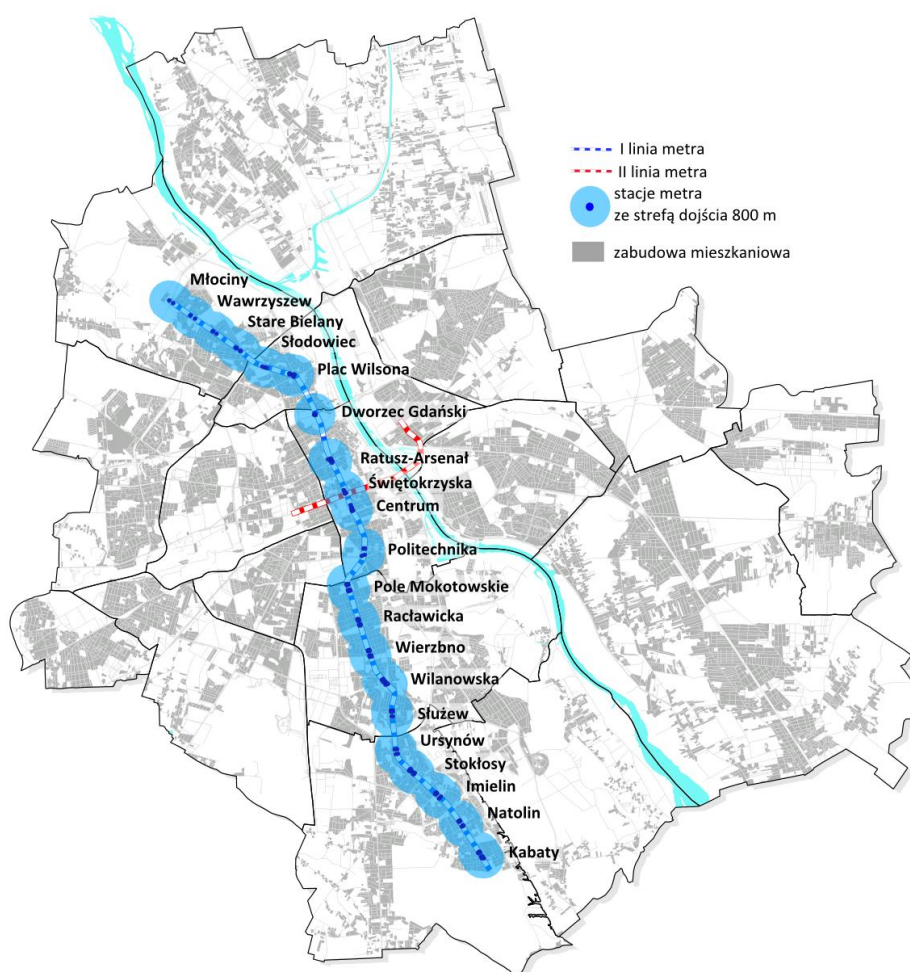 I linia metra
II linia metra
stacje metra
ze strefą dojścia 800 m
zabudowa mieszkaniowa
Młociny
Wawrzyszew
Stare Bielany
Słodowiec
Plac Wilsona
Dworzec Gdański
Ratusz-Arsenał
Świętokrzyska
Centrum
Politechnika
Pole Mokotowskie
Racławicka
Wierzbno
Wilanowska
Służew
Ursynów
Stokłosy
Imielin
Natolin
Kabaty